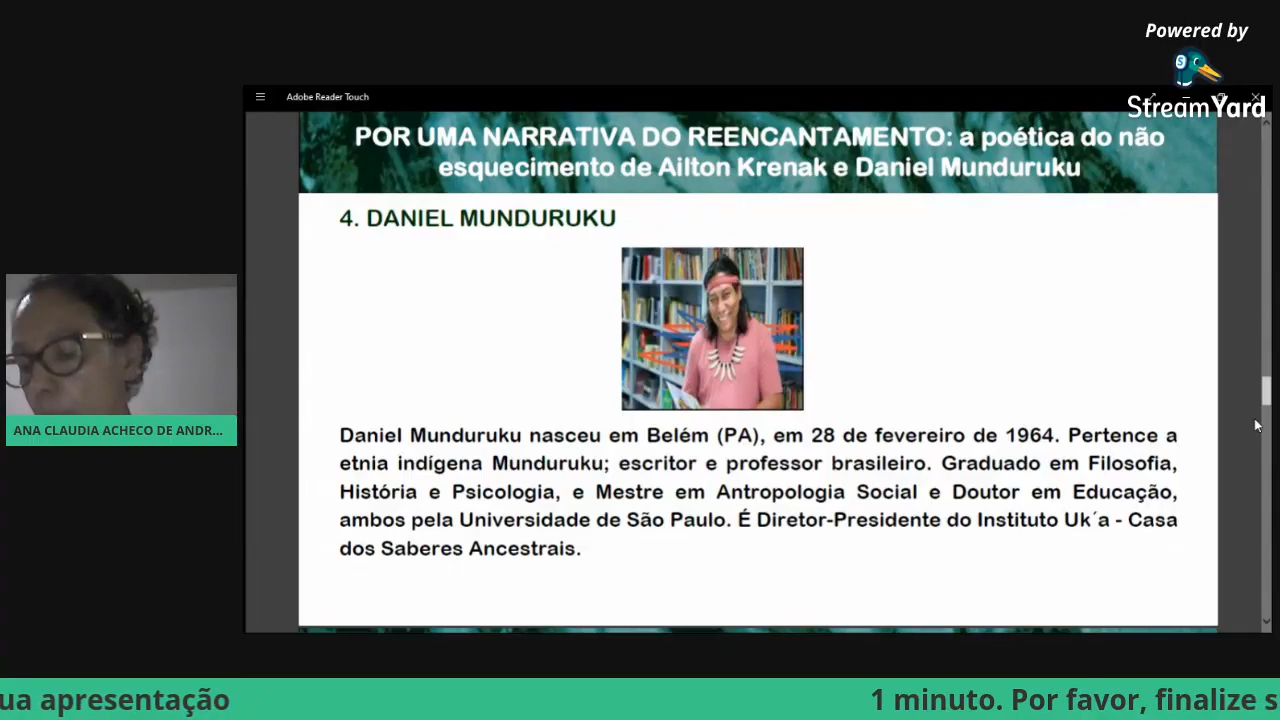 Powered by
StreamYard
Adobe Reader Touch
POR UMA NARRATIVA DO REENCANTAMENTO: a poética do não
esquecimento de Ailton Krenak e Daniel Munduruku
4. DANIEL MUNDURUKU
ANA CLAUDIA ACHECO DE ANDR...
Daniel Munduruku nasceu em Belém (PA), em 28 de fevereiro de 1964. Pertence a
etnia indígena Munduruku; escritor e professor brasileiro. Graduado em Filosofia,
História e Psicologia, e Mestre em Antropologia Social e Doutor em Educação,
ambos pela Universidade de São Paulo. É Diretor-Presidente do Instituto Uk´a - Casa
dos Saberes Ancestrais.
ua apresentação 1 minuto. Por favor, finalize s